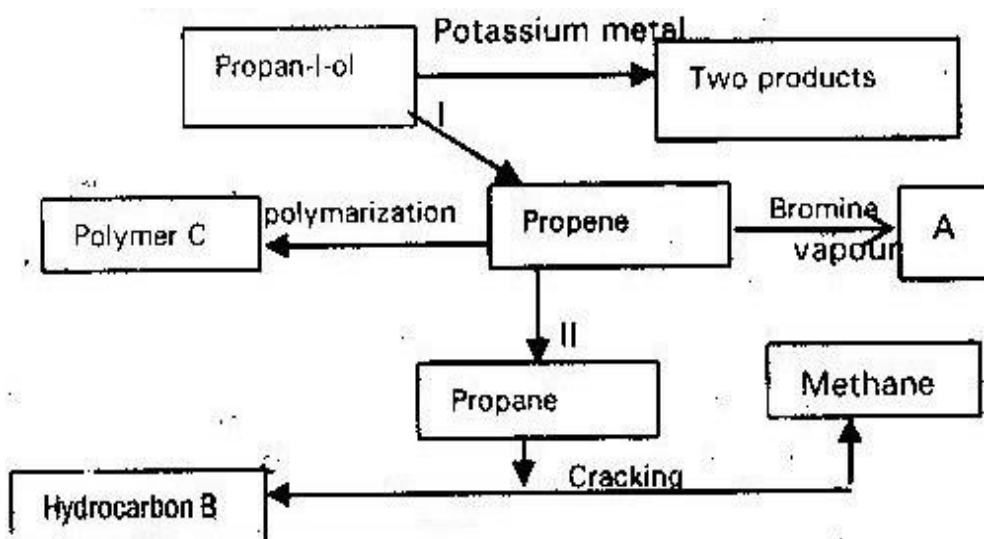 Potassium metal
Propan-I-ol
Two products
I
polymarization
Propene
Bromine
vapour
A
Polymer C
II
Propane
Methane
Cracking
Hydrocarbon B